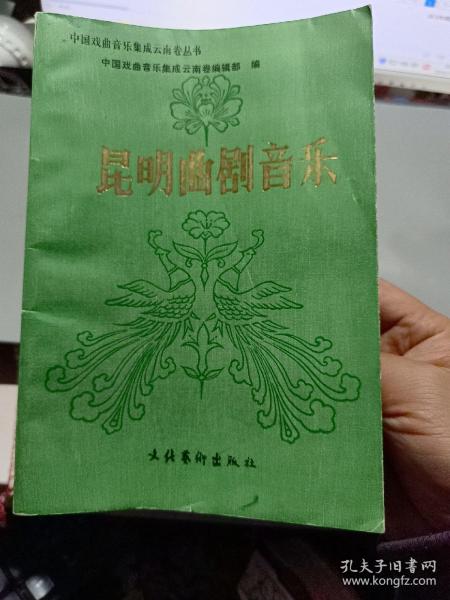 中国戏曲音乐集成云南卷丛书
中国戏曲音乐集成云南卷编辑部 编
昆明曲剧音乐
文化艺術出版社
孔夫子旧书网
www.kongfz.com